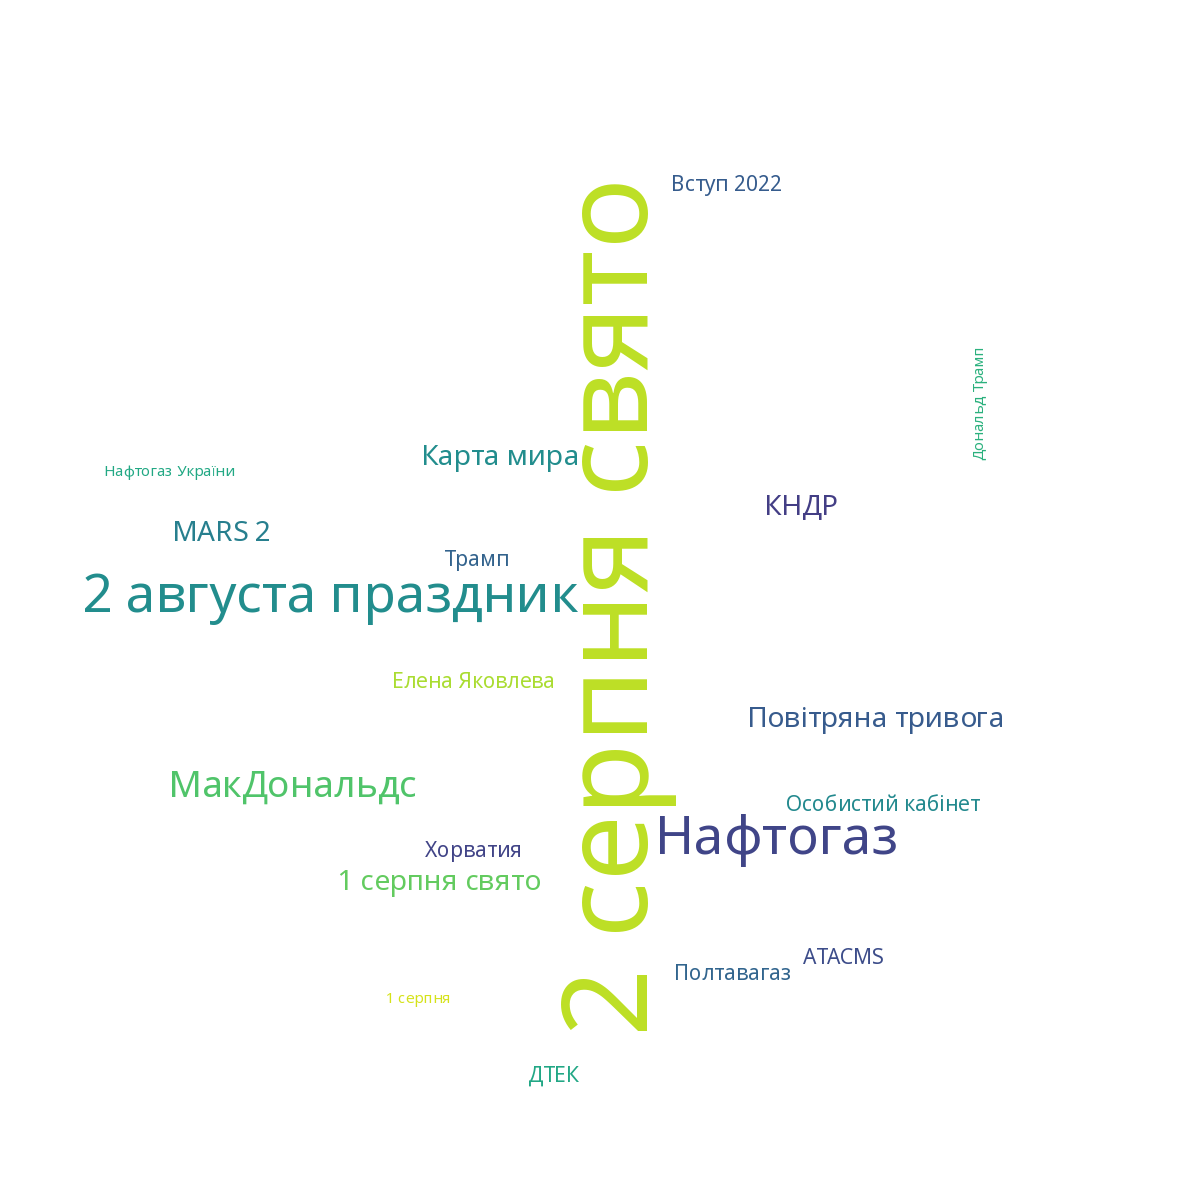 Вступ 2022
2 серпня свято
Дональд Трамп
Карта мира
Нафтогаз України
КНДР
MARS 2
Трамп
2 августа праздник
Елена Яковлева
Повітряна тривога
МакДональдс
Особистий кабінет
Нафтогаз
Хорватия
1 серпня свято
ATACMS
Полтавагаз
1 серпня
ДТЕК